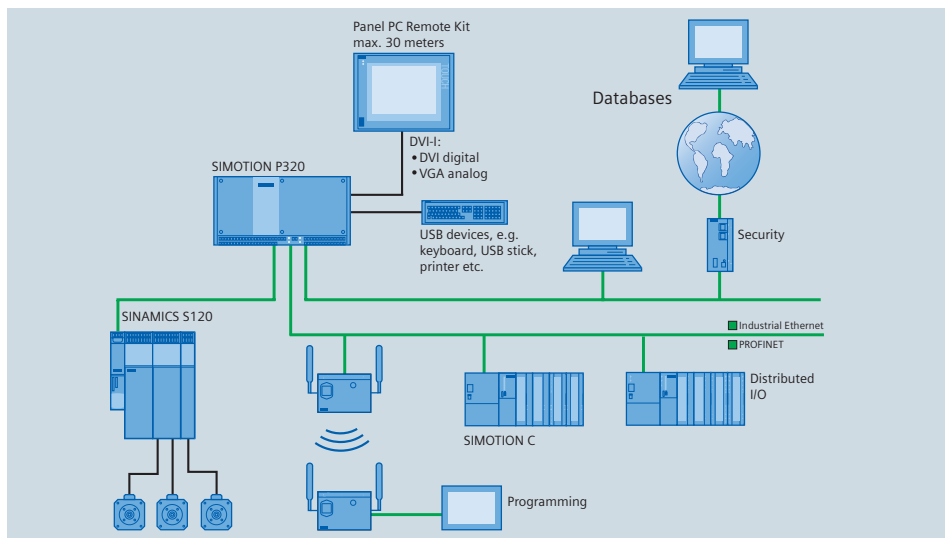 Panel PC Remote Kit
max. 30 meters
Databases
DVI-I:
• DVI digital
• VGA analog
SIMOTION P320
USB devices, e.g.
keyboard, USB stick,
printer etc.
Security
SINAMICS S120
Industrial Ethernet
PROFINET
Distributed
I/O
SIMOTION C
Programming